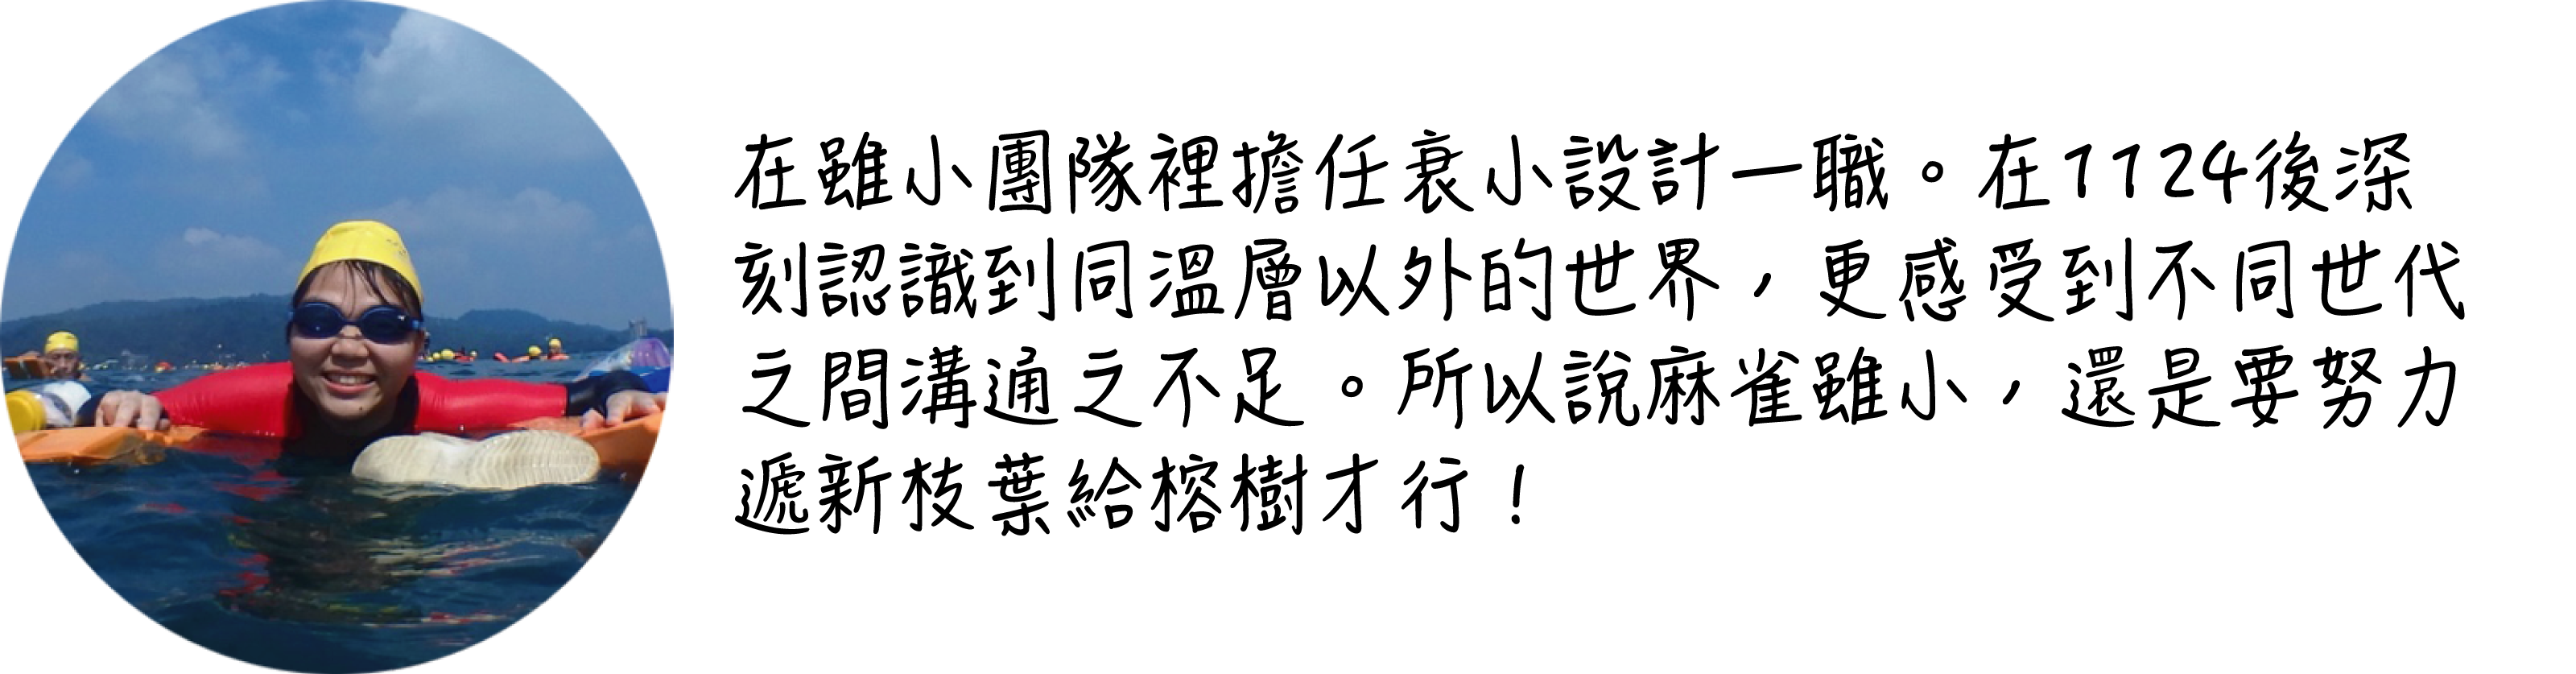 在雖小團隊裡擔任衰小設計一職。在1124後深
刻認識到同溫層以外的世界，更感受到不同世代
之間溝通之不足。所以說麻雀雖小，還是要努力
遞新枝葉給榕樹才行！